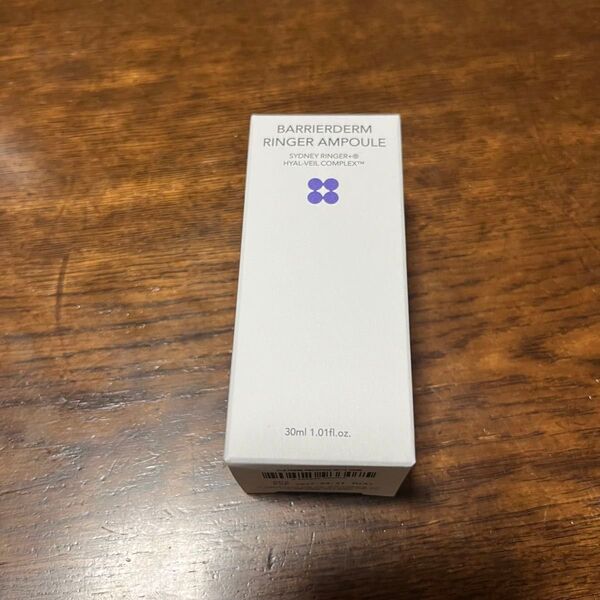 BARRIERDERM
RINGER AMPOULE
SYDNEY RINGER+®
HYAL-VEIL COMPLEX™
30ml 1.01fl.oz.